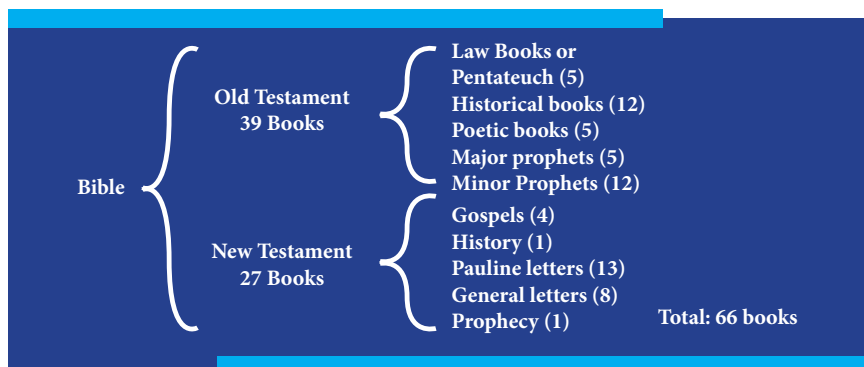 Bible
Old Testament
39 Books
Law Books or
Pentateuch (5)
Historical books (12)
Poetic books (5)
Major prophets (5)
Minor Prophets (12)
New Testament
27 Books
Gospels (4)
History (1)
Pauline letters (13)
General letters (8)
Prophecy (1)
Total: 66 books